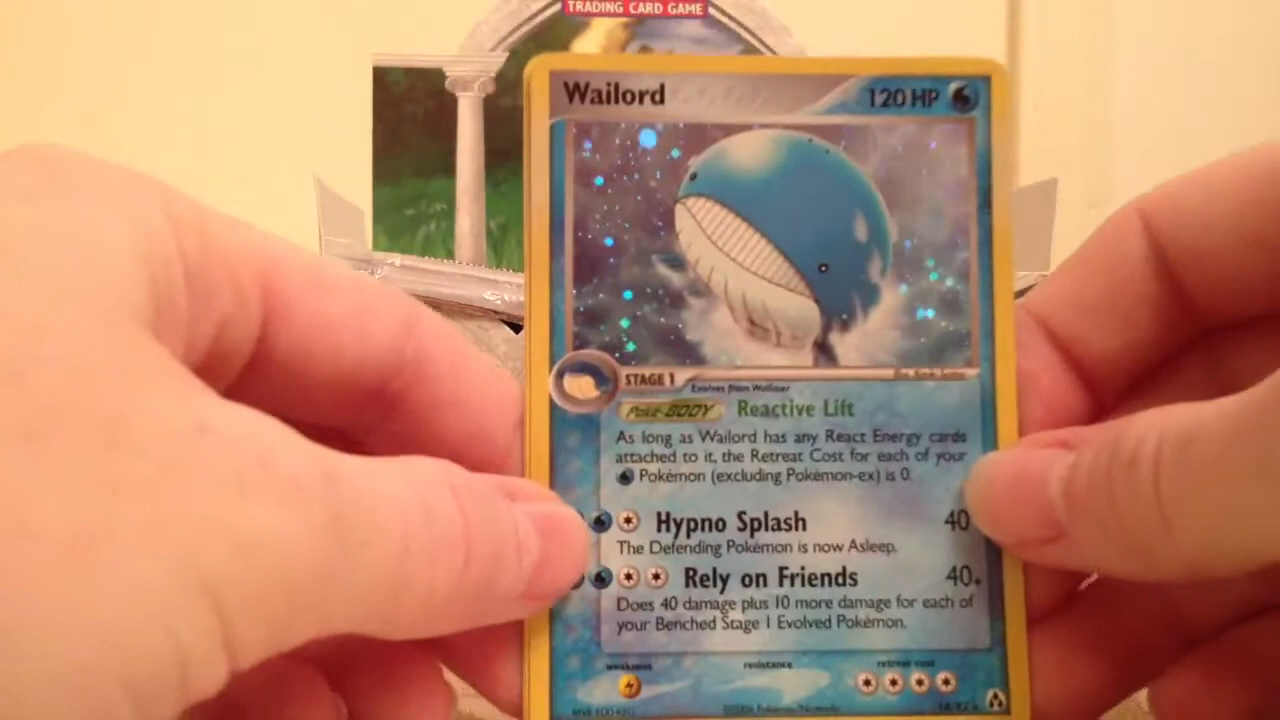 TRADING CARD GAME
Wailord
120 HP
STAGE 1
Evolves from Wailmer
Poké-BODY Reactive Lift
As long as Wailord has any React Energy cards
attached to it, the Retreat Cost for each of your
Pokémon (excluding Pokémon-ex) is 0.
Hypno Splash 40
The Defending Pokémon is now Asleep.
Rely on Friends 40+
Does 40 damage plus 10 more damage for each of
your Benched Stage 1 Evolved Pokémon.
weakness resistance retreat cost
©2006 Pokémon/Nintendo